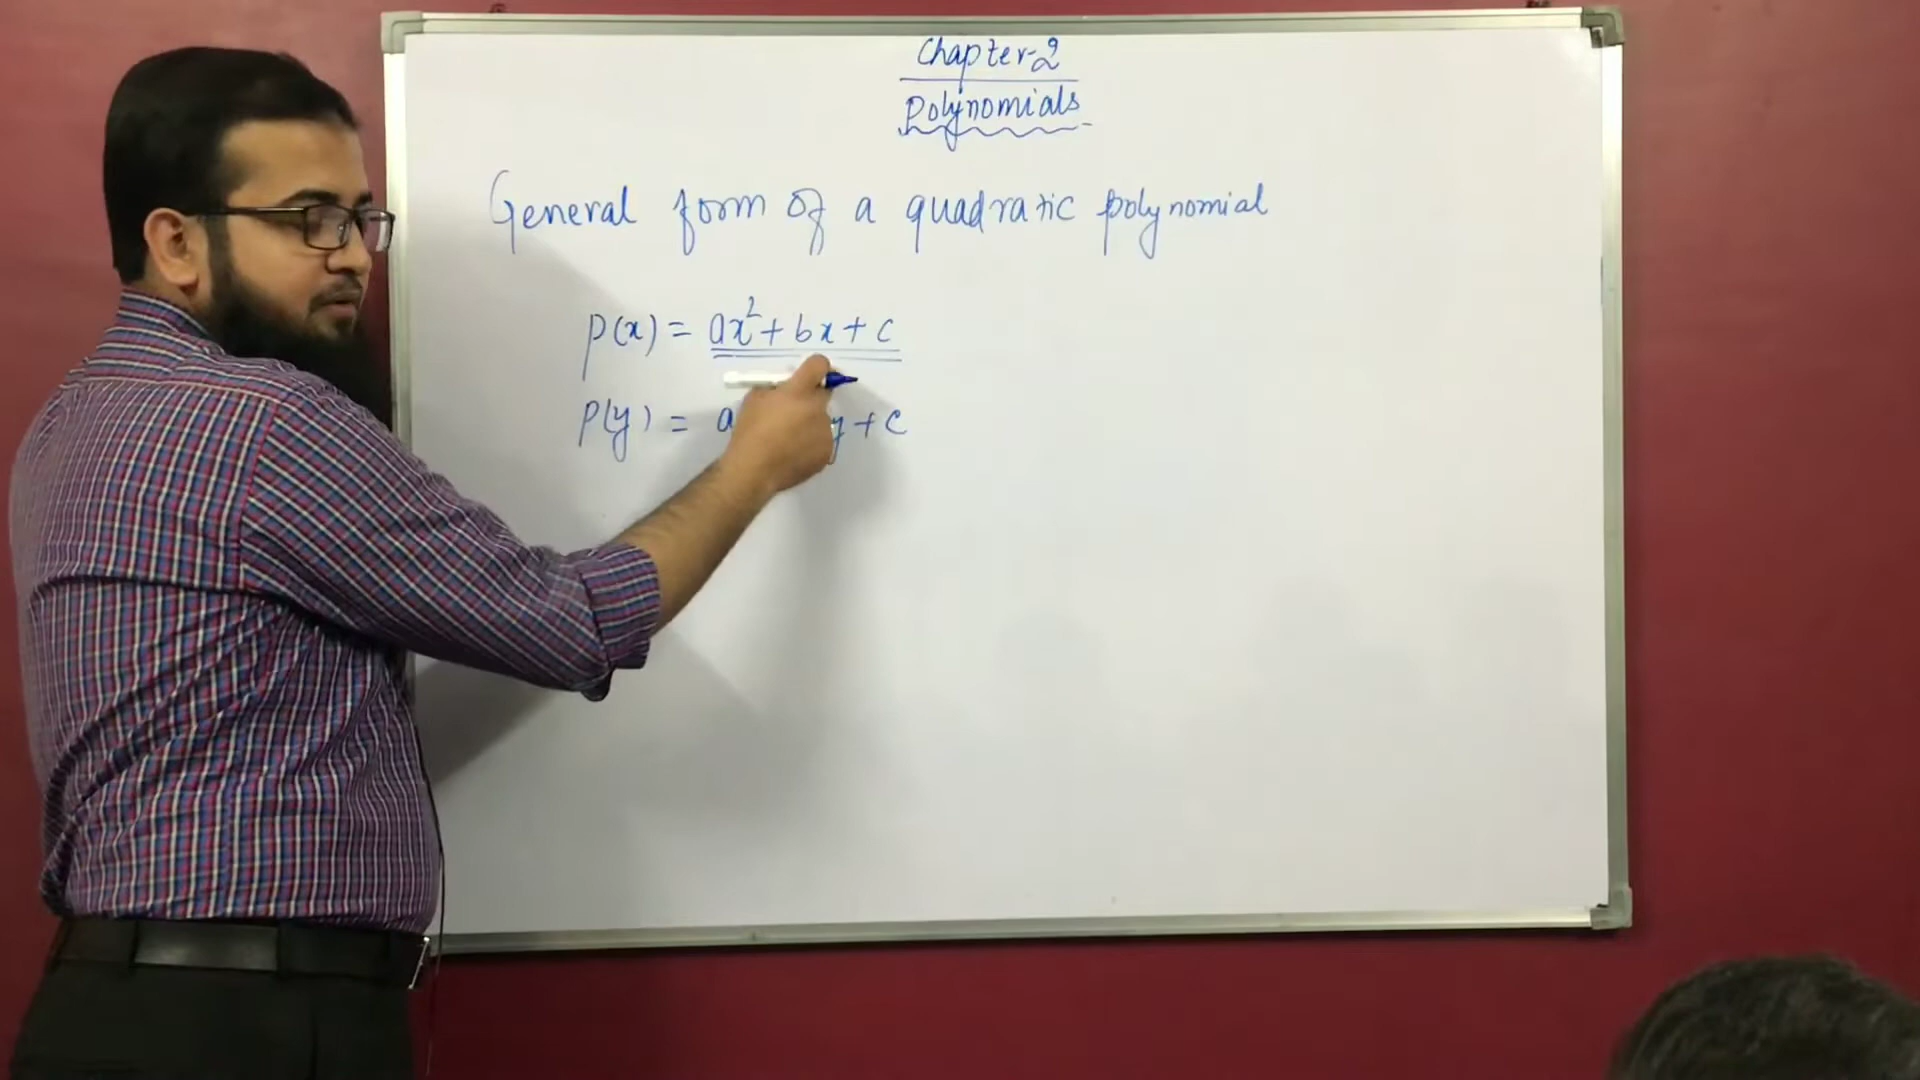 Chapter-2
Polynomials
General form of a quadratic polynomial
P(x) = ax²+bx+c
P(y) = a y+c